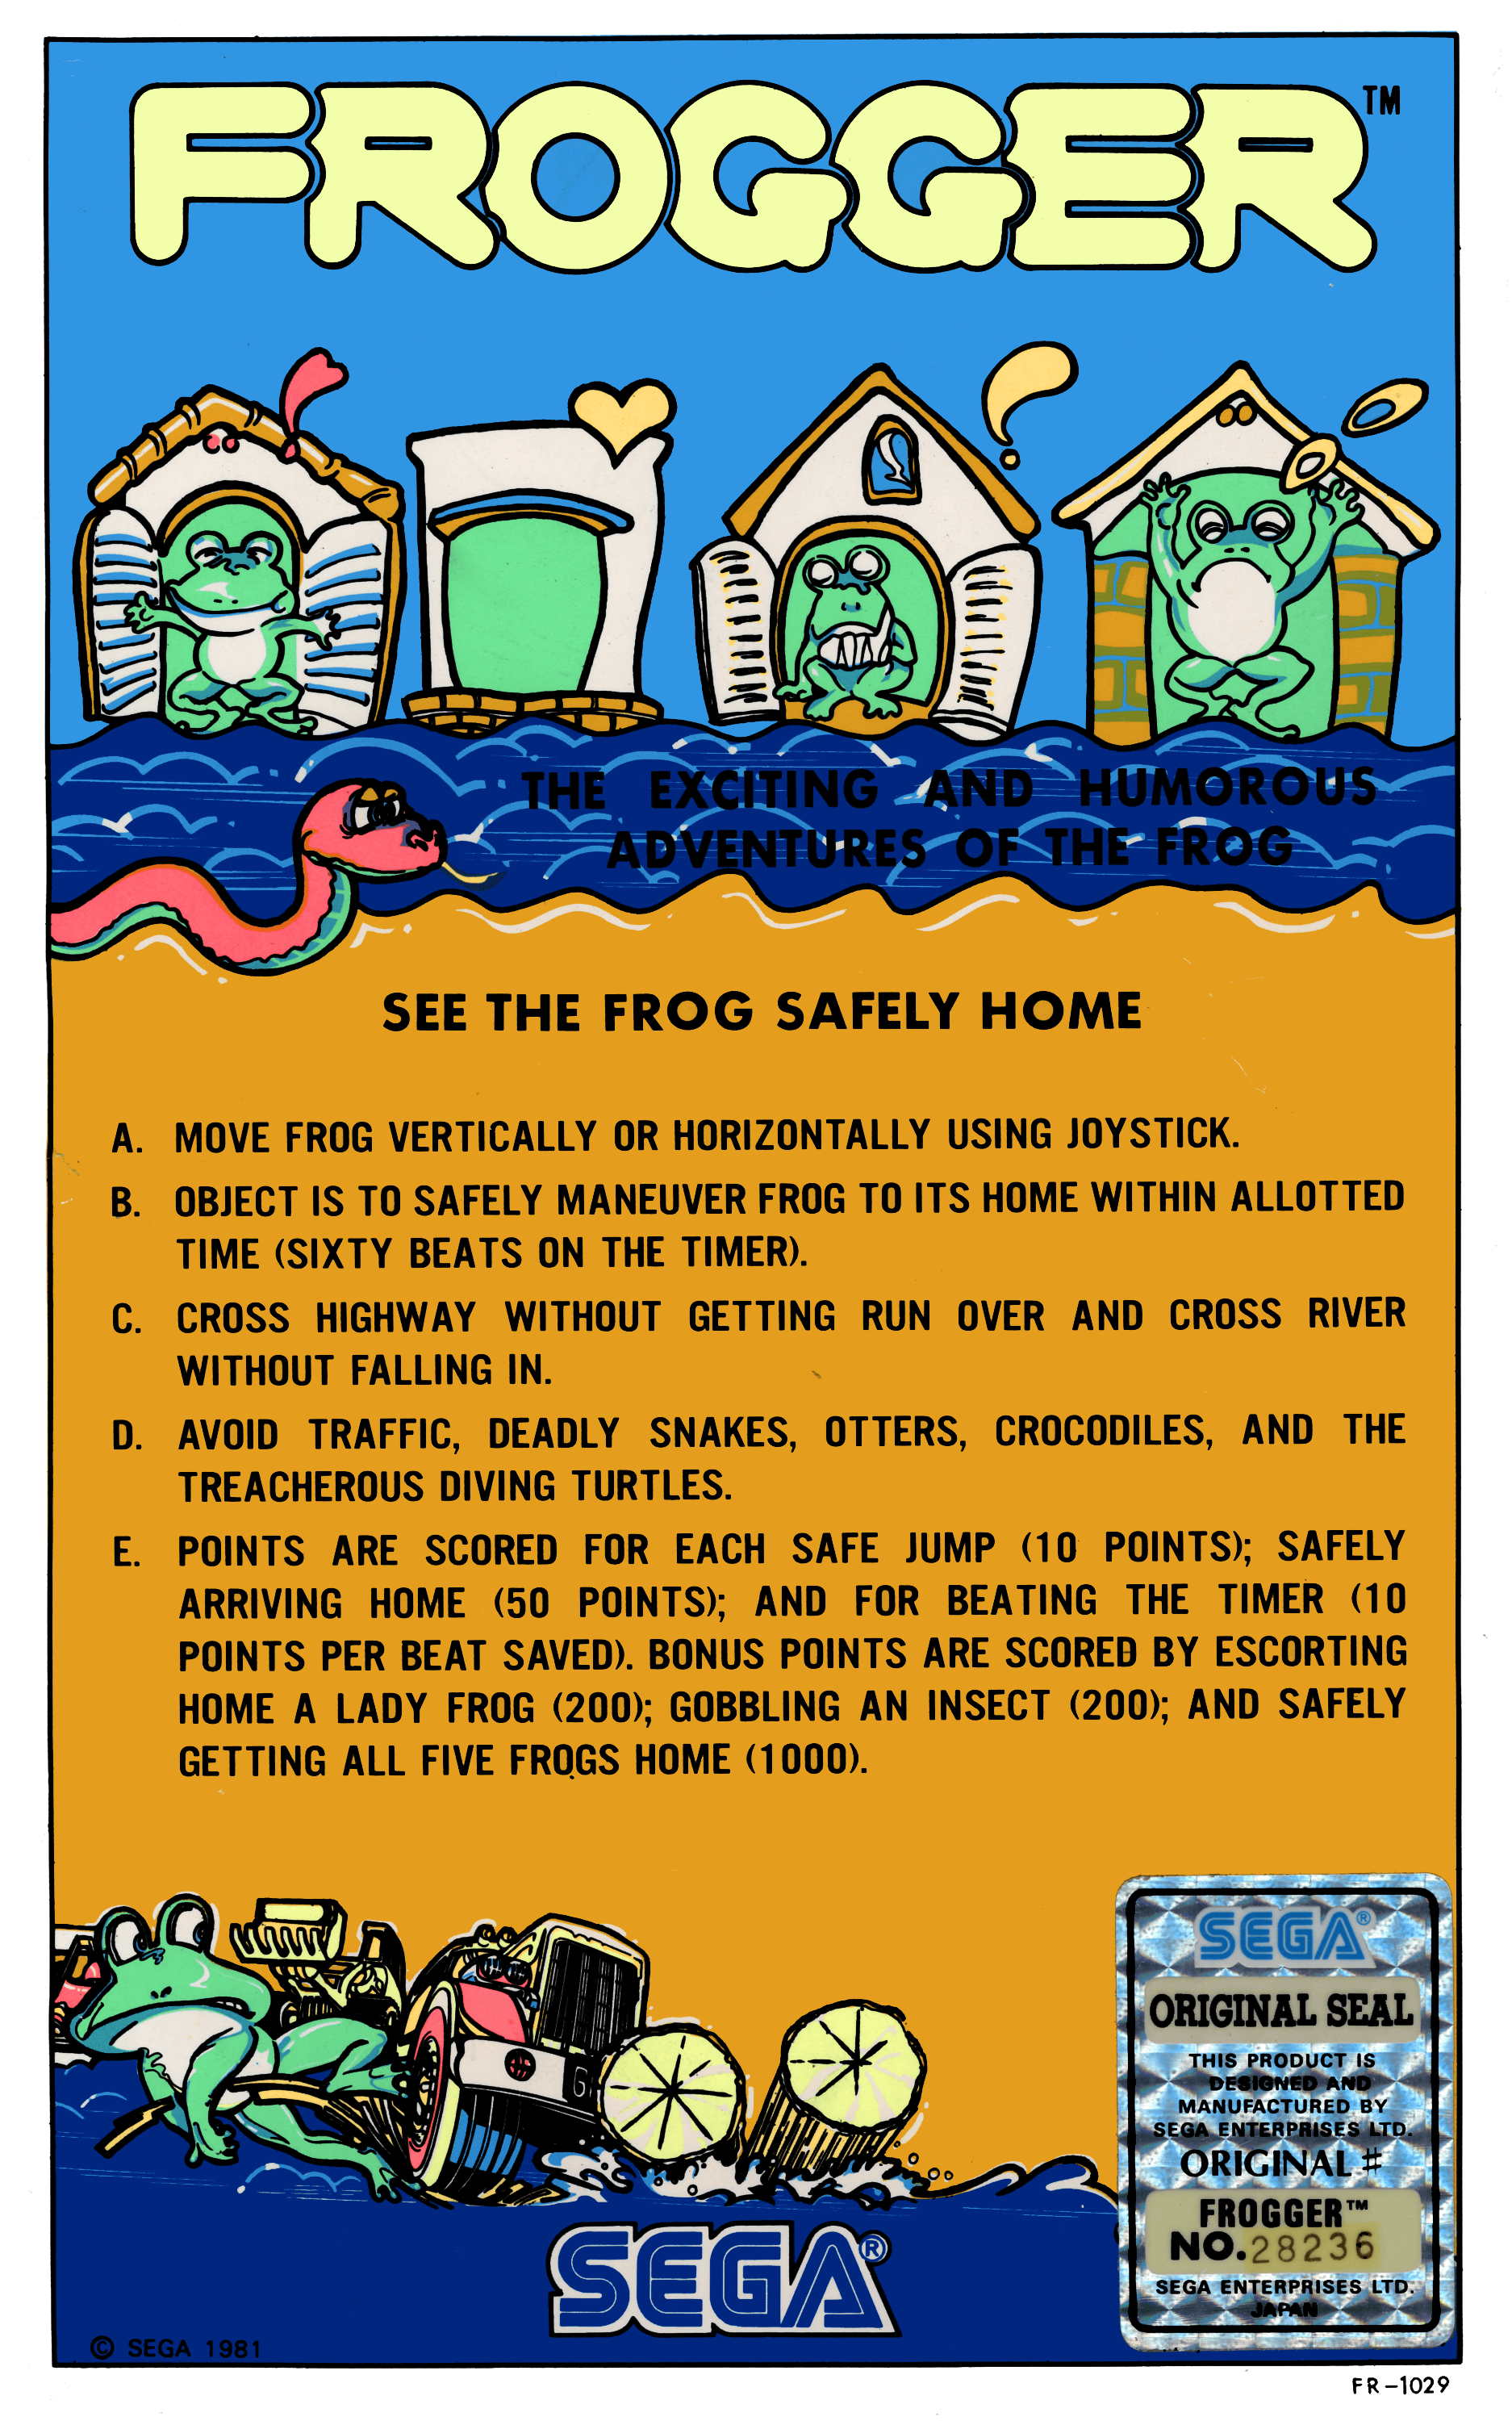 FROGGER™
THE EXCITING AND HUMOROUS
ADVENTURES OF THE FROG
SEE THE FROG SAFELY HOME
A. MOVE FROG VERTICALLY OR HORIZONTALLY USING JOYSTICK.
B. OBJECT IS TO SAFELY MANEUVER FROG TO ITS HOME WITHIN ALLOTTED
TIME (SIXTY BEATS ON THE TIMER).
C. CROSS HIGHWAY WITHOUT GETTING RUN OVER AND CROSS RIVER
WITHOUT FALLING IN.
D. AVOID TRAFFIC, DEADLY SNAKES, OTTERS, CROCODILES, AND THE
TREACHEROUS DIVING TURTLES.
E. POINTS ARE SCORED FOR EACH SAFE JUMP (10 POINTS); SAFELY
ARRIVING HOME (50 POINTS); AND FOR BEATING THE TIMER (10
POINTS PER BEAT SAVED). BONUS POINTS ARE SCORED BY ESCORTING
HOME A LADY FROG (200); GOBBLING AN INSECT (200); AND SAFELY
GETTING ALL FIVE FROGS HOME (1000).
6
SEGA®
© SEGA 1981
SEGA®
ORIGINAL SEAL
THIS PRODUCT IS
DESIGNED AND
MANUFACTURED BY
SEGA ENTERPRISES LTD.
ORIGINAL #
FROGGER™
NO. 28236
SEGA ENTERPRISES LTD.
JAPAN
FR-1029